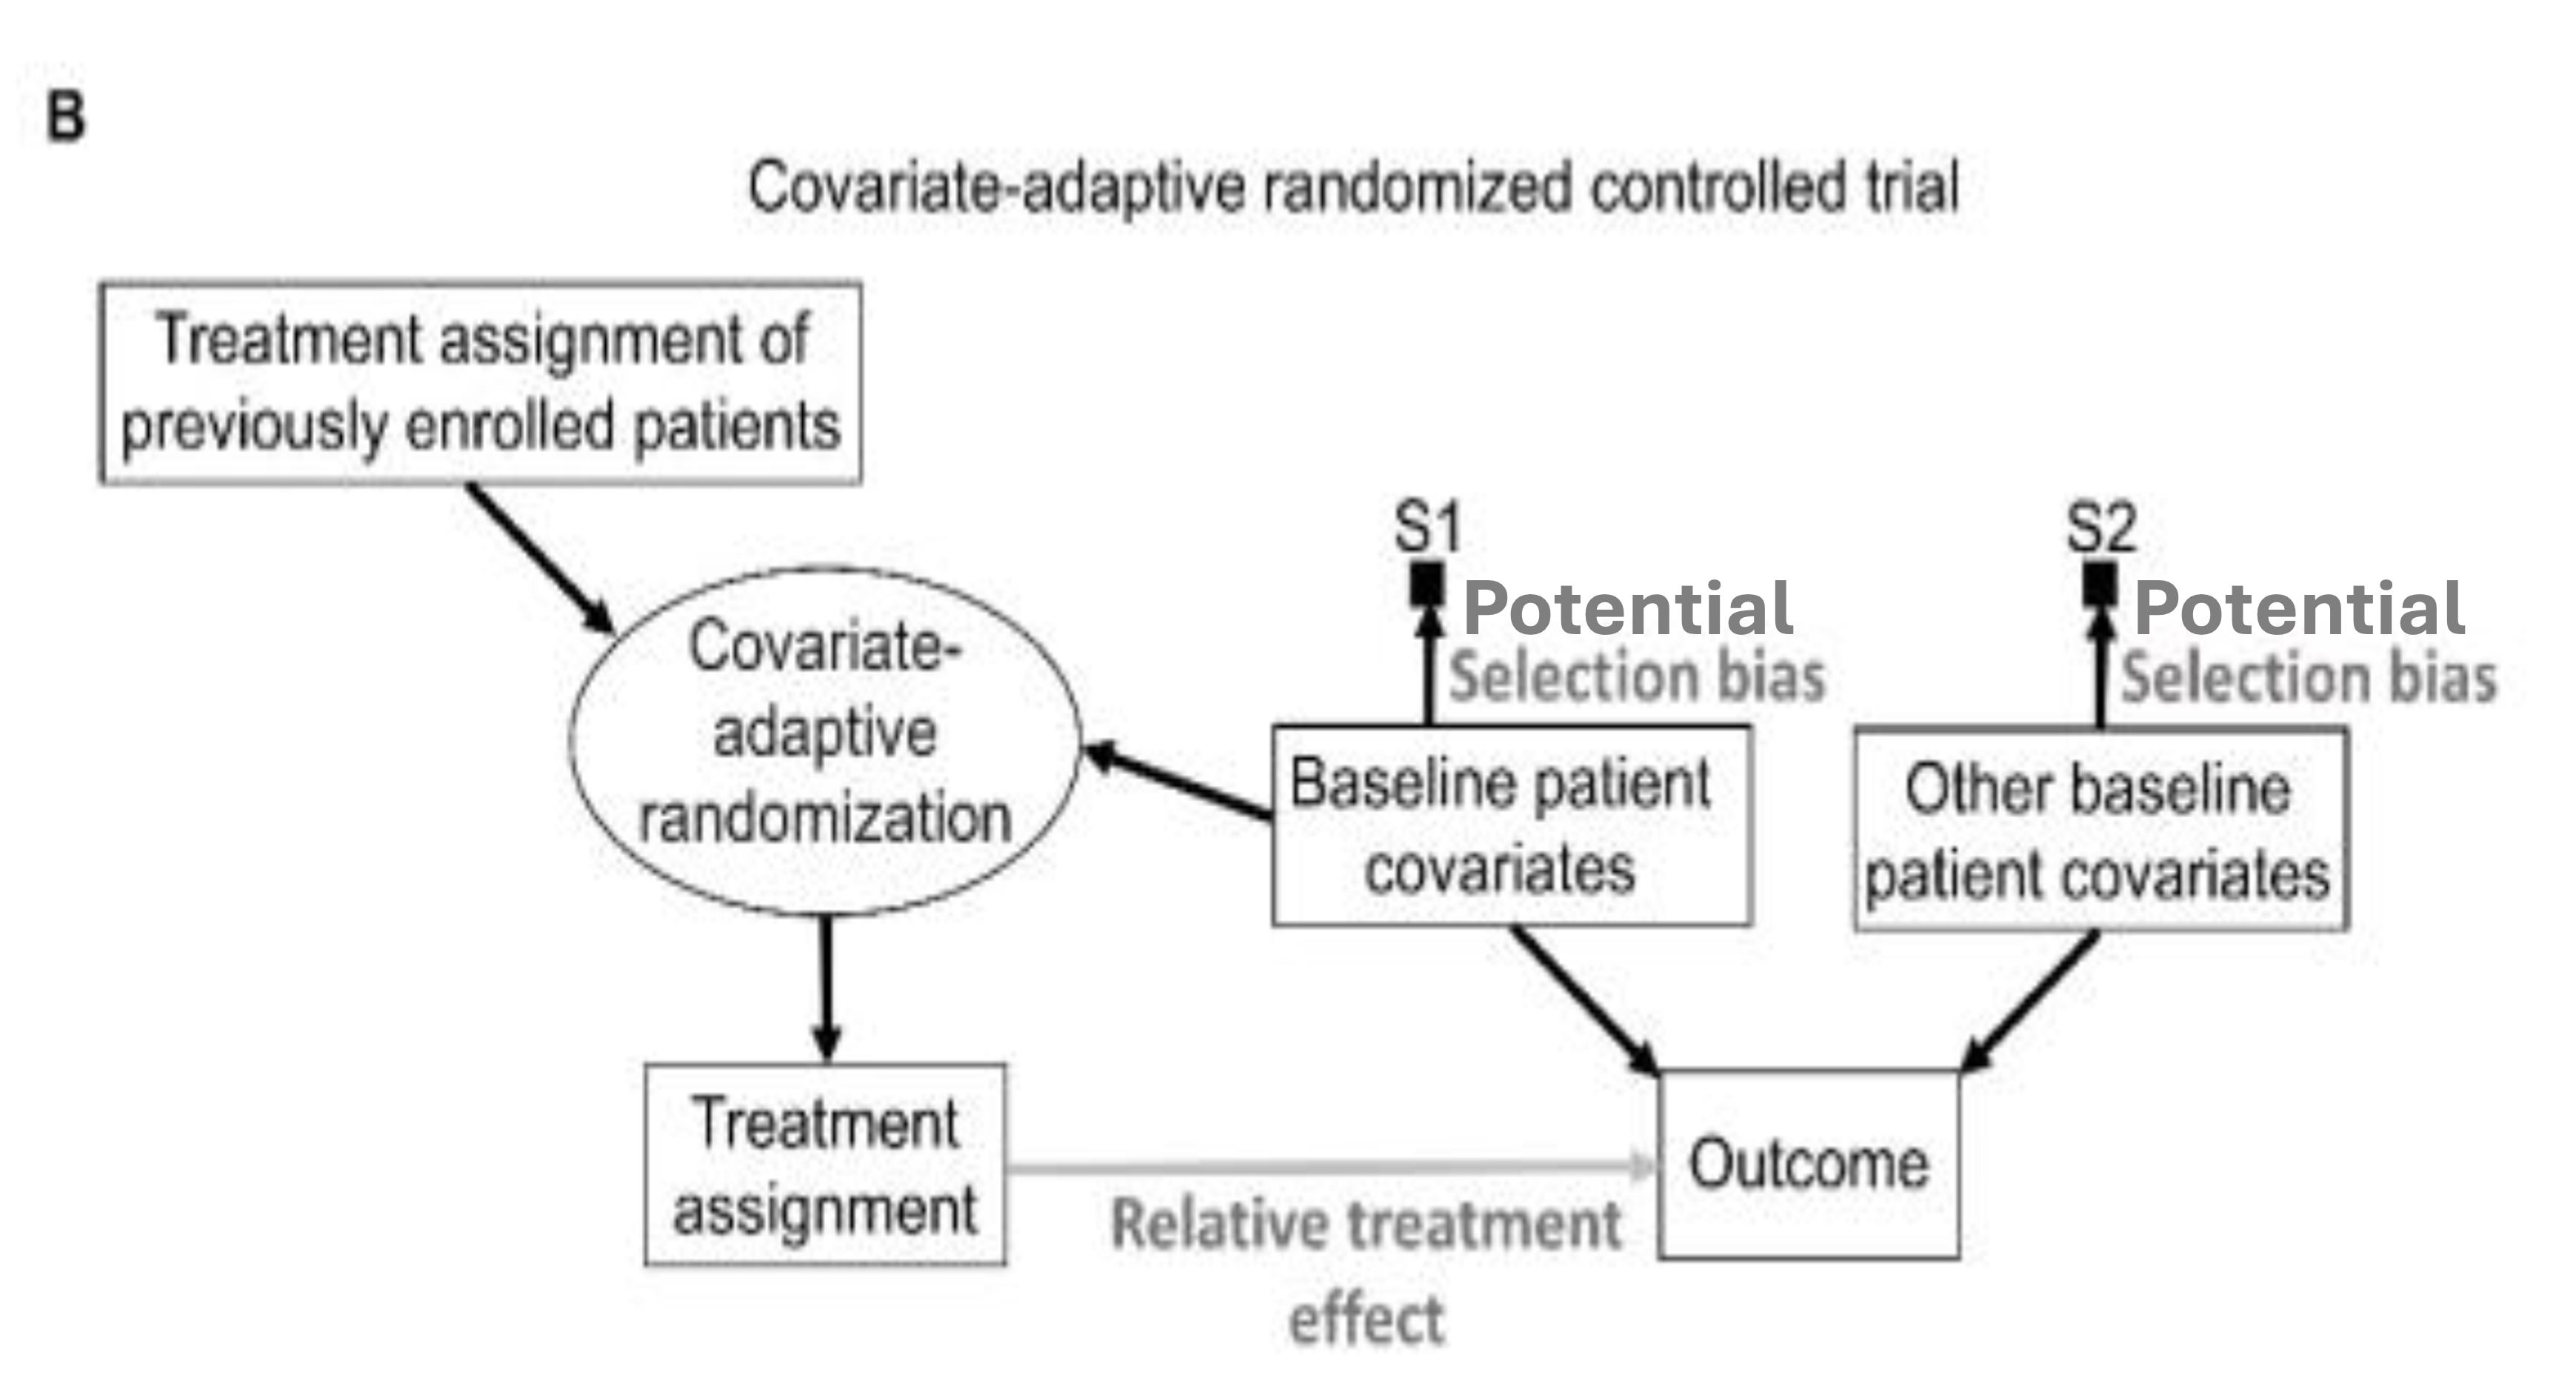 B
Covariate-adaptive randomized controlled trial
Treatment assignment of
previously enrolled patients
S1
S2
Potential
Selection bias
Potential
Selection bias
Covariate-
adaptive
randomization
Baseline patient
covariates
Other baseline
patient covariates
Treatment
assignment
Relative treatment
effect
Outcome